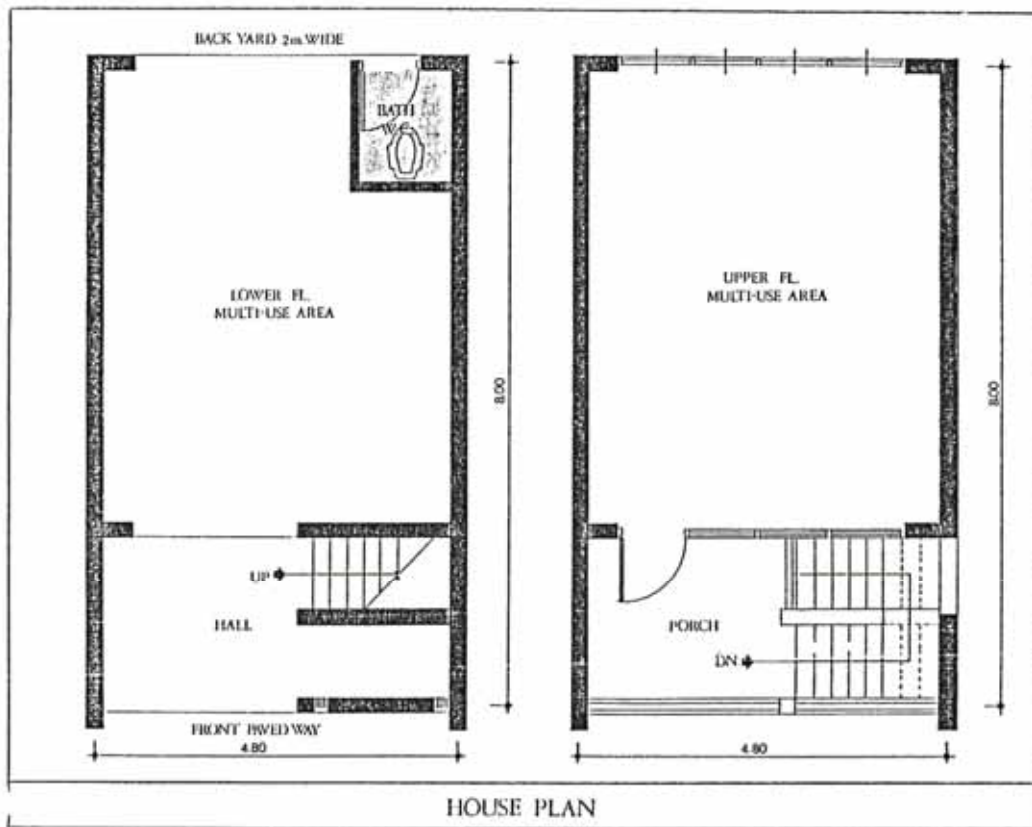 BACK YARD 2m. WIDE
BATH
W.C
LOWER FL.
MULTI-USE AREA
8.00
UP
HALL
FRONT PAVED WAY
4.80
UPPER FL.
MULTI-USE AREA
8.00
PORCH
DN
4.80
HOUSE PLAN